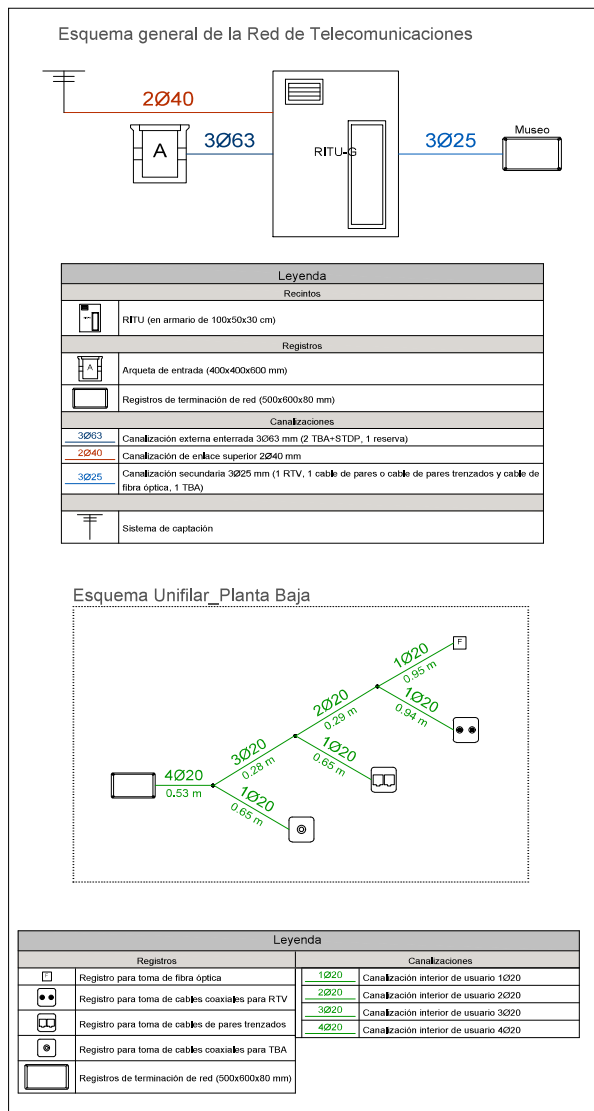 Esquema general de la Red de Telecomunicaciones
2Ø40
A
3Ø63
RITU-G
3Ø25
Museo
Leyenda
Recintos
RITU (en armario de 100x50x30 cm)
Registros
A
Arqueta de entrada (400x400x600 mm)
Registros de terminación de red (500x600x80 mm)
Canalizaciones
3Ø63
Canalización externa enterrada 3Ø63 mm (2 TBA+STDP, 1 reserva)
2Ø40
Canalización de enlace superior 2Ø40 mm
3Ø25
Canalización secundaria 3Ø25 mm (1 RTV, 1 cable de pares o cable de pares trenzados y cable de
fibra óptica, 1 TBA)
Sistema de captación
Esquema Unifilar_Planta Baja
F
1Ø20
0.95 m
1Ø20
0.94 m
2Ø20
0.29 m
1Ø20
0.65 m
3Ø20
0.28 m
4Ø20
0.53 m
1Ø20
0.65 m
Leyenda
Registros
Canalizaciones
F
Registro para toma de fibra óptica
1Ø20
Canalización interior de usuario 1Ø20
Registro para toma de cables coaxiales para RTV
2Ø20
Canalización interior de usuario 2Ø20
Registro para toma de cables de pares trenzados
3Ø20
Canalización interior de usuario 3Ø20
4Ø20
Canalización interior de usuario 4Ø20
Registro para toma de cables coaxiales para TBA
Registros de terminación de red (500x600x80 mm)